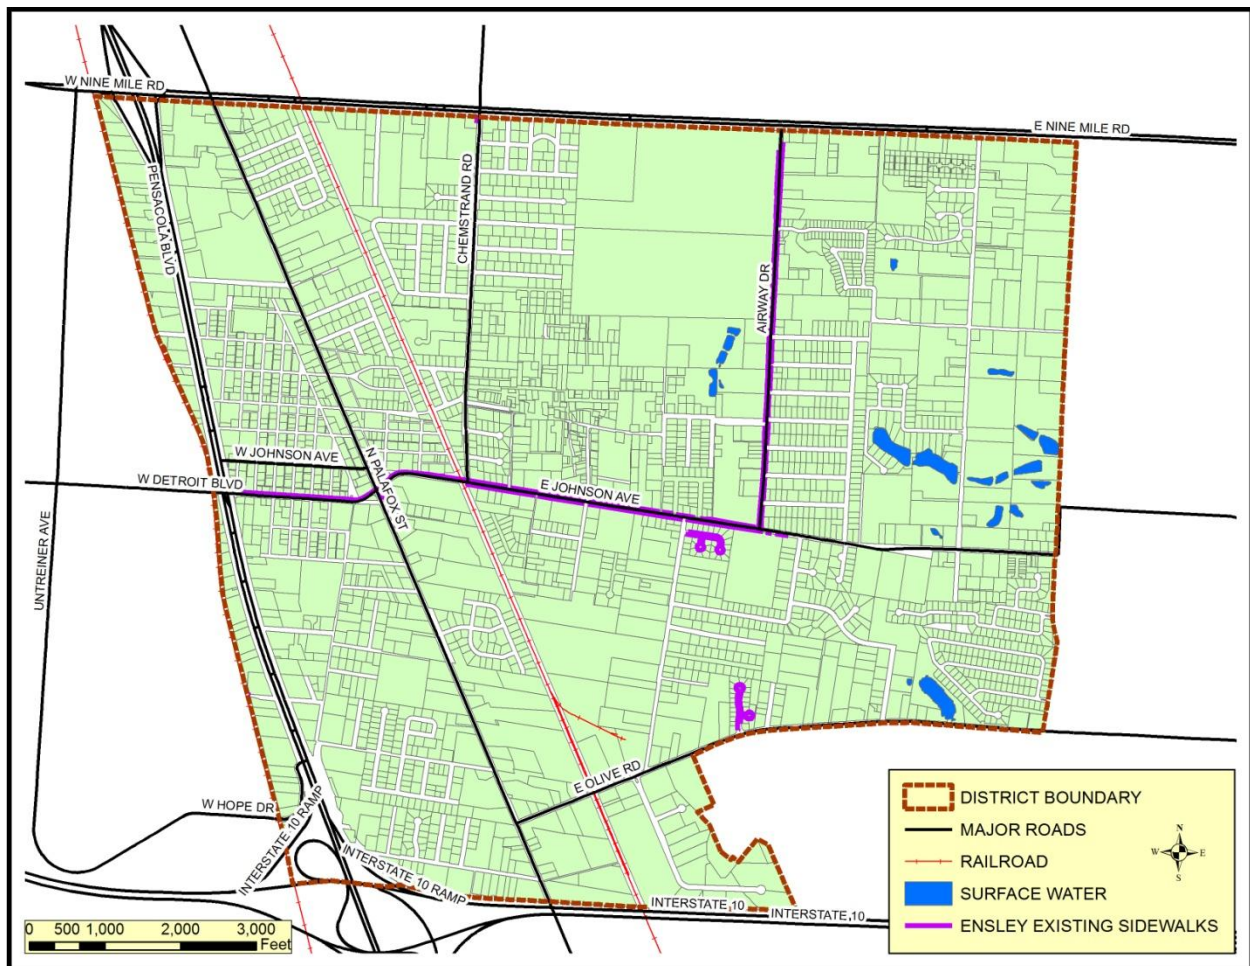 W NINE MILE RD
E NINE MILE RD
PENSACOLA BLVD
CHEMSTRAND RD
AIRWAY DR
W JOHNSON AVE
N PALAFOX ST
W DETROIT BLVD
E JOHNSON AVE
UNTREINER AVE
E OLIVE RD
W HOPE DR
INTERSTATE 10 RAMP
INTERSTATE 10 RAMP
INTERSTATE 10
INTERSTATE 10
DISTRICT BOUNDARY
MAJOR ROADS
RAILROAD
SURFACE WATER
ENSLEY EXISTING SIDEWALKS
N
W E
S
0 500 1,000 2,000 3,000
Feet